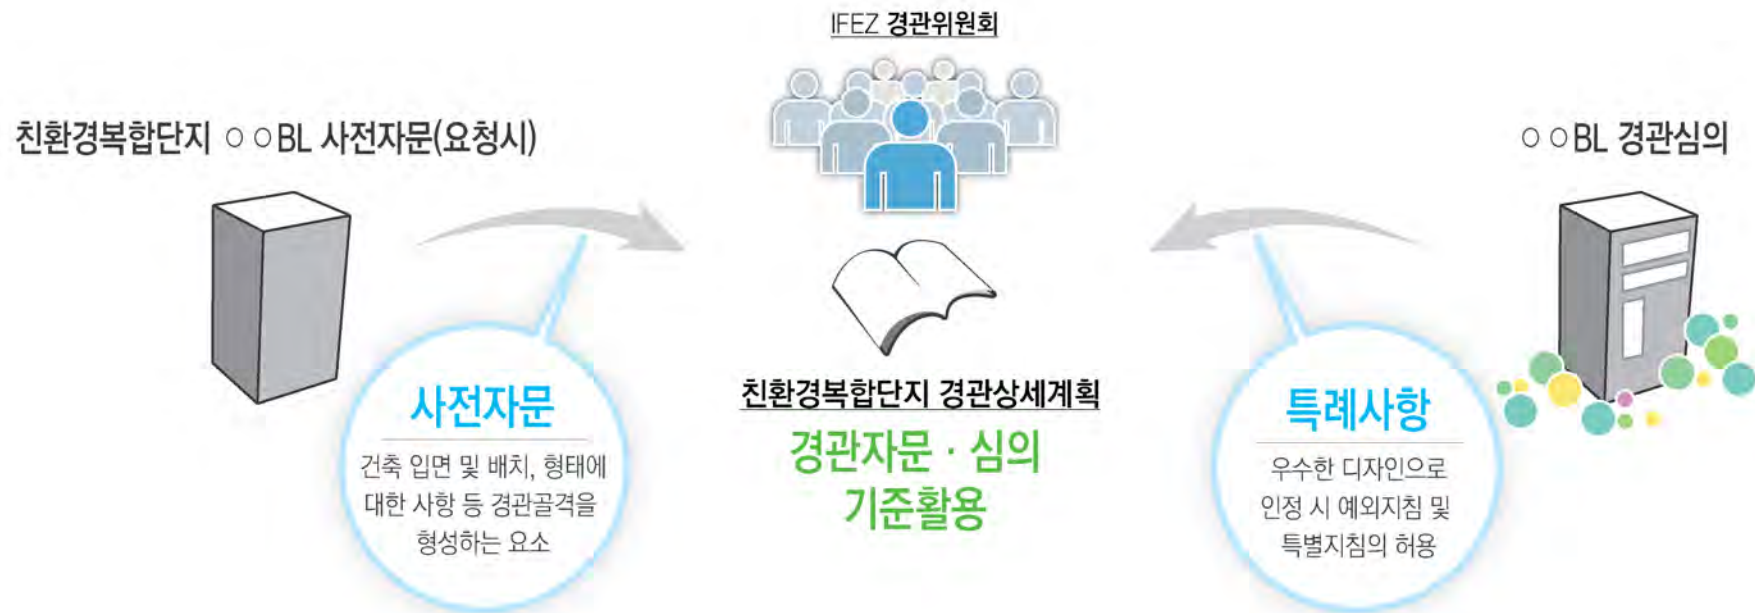 IFEZ 경관위원회
친환경복합단지 ○○BL 사전자문(요청시)
○○BL 경관심의
사전자문
건축 입면 및 배치, 형태에
대한 사항 등 경관골격을
형성하는 요소
친환경복합단지 경관상세계획
경관자문 · 심의
기준활용
특례사항
우수한 디자인으로
인정 시 예외지침 및
특별지침의 허용